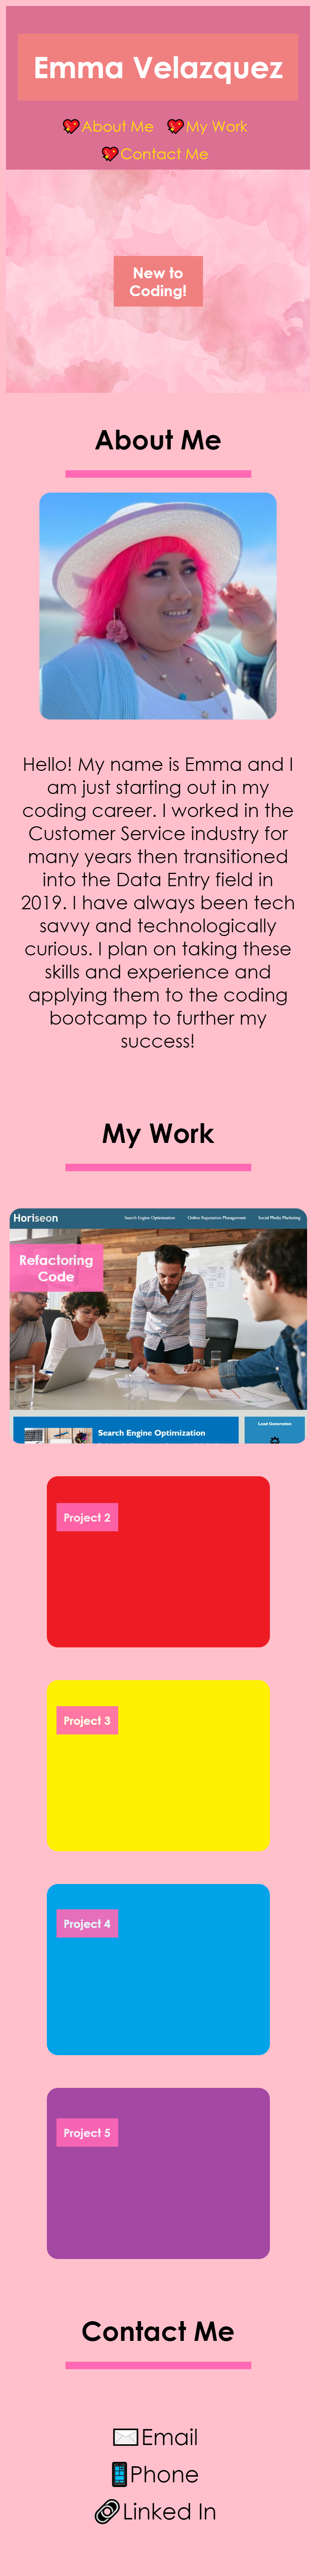 Emma Velazquez
About Me My Work
Contact Me
New to
Coding!
About Me
Hello! My name is Emma and I
am just starting out in my
coding career. I worked in the
Customer Service industry for
many years then transitioned
into the Data Entry field in
2019. I have always been tech
savvy and technologically
curious. I plan on taking these
skills and experience and
applying them to the coding
bootcamp to further my
success!
My Work
Horiseon
Search Engine Optimization Online Reputation Management Social Media Marketing
Refactoring
Code
Search Engine Optimization
Lead Generation
Project 2
Project 3
Project 4
Project 5
Contact Me
Email
Phone
Linked In